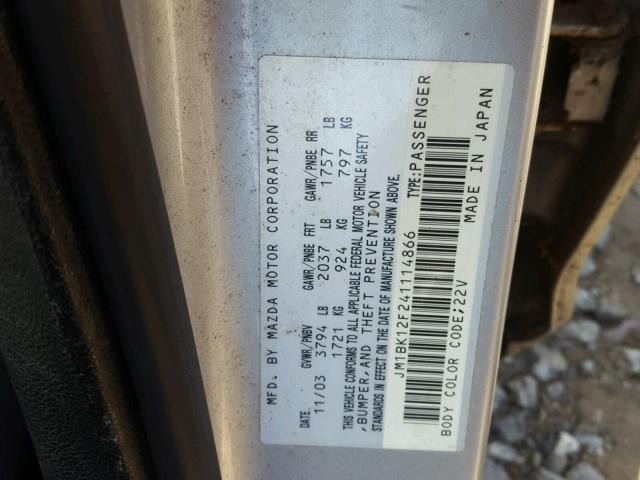 MFD. BY MAZDA MOTOR CORPORATION
DATE GVWR/PNBV GAWR/PNBE FRT GAWR/PNBE RR
11/03 3794 LB 2037 LB 1757 LB
1721 KG 924 KG 797 KG
THIS VEHICLE CONFORMS TO ALL APPLICABLE FEDERAL MOTOR VEHICLE SAFETY
,BUMPER,AND THEFT PREVENTION
STANDARDS IN EFFECT ON THE DATE OF MANUFACTURE SHOWN ABOVE.
JM1BK12F241114866 TYPE:PASSENGER
BODY COLOR CODE;22V MADE IN JAPAN